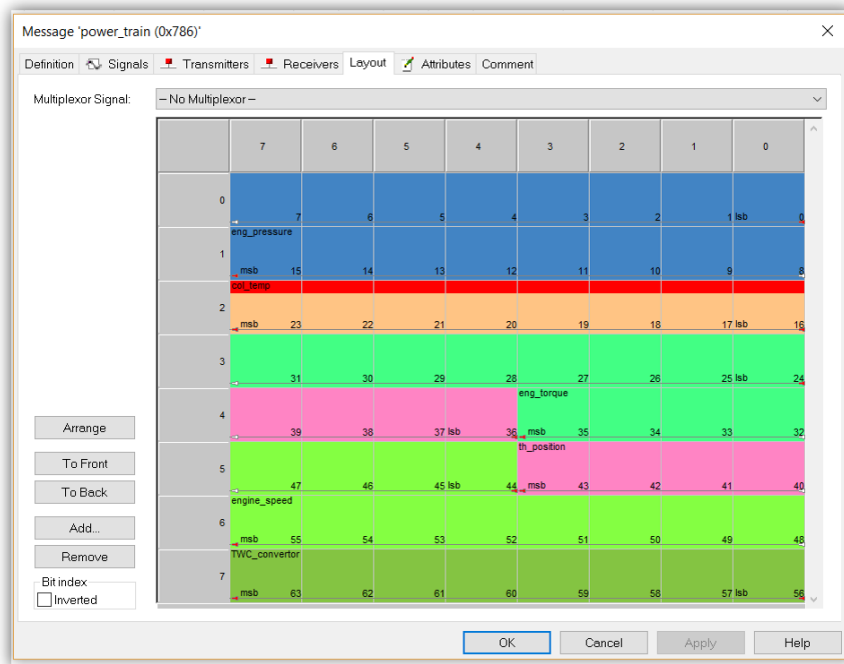 Message 'power_train (0x786)'
Definition Signals Transmitters Receivers Layout Attributes Comment
Multiplexor Signal: -- No Multiplexor --
7 6 5 4 3 2 1 0
0 7 6 5 4 3 2 1 lsb 0
eng_pressure
1 msb 15 14 13 12 11 10 9 8
col_temp
2 msb 23 22 21 20 19 18 17 lsb 16
3 31 30 29 28 27 26 25 lsb 24
eng_torque
4 39 38 37 lsb 36 msb 35 34 33 32
th_position
5 47 46 45 lsb 44 msb 43 42 41 40
engine_speed
6 msb 55 54 53 52 51 50 49 48
TWC_convertor
7 msb 63 62 61 60 59 58 57 lsb 56
Arrange
To Front
To Back
Add...
Remove
Bit index
Inverted
OK Cancel Apply Help